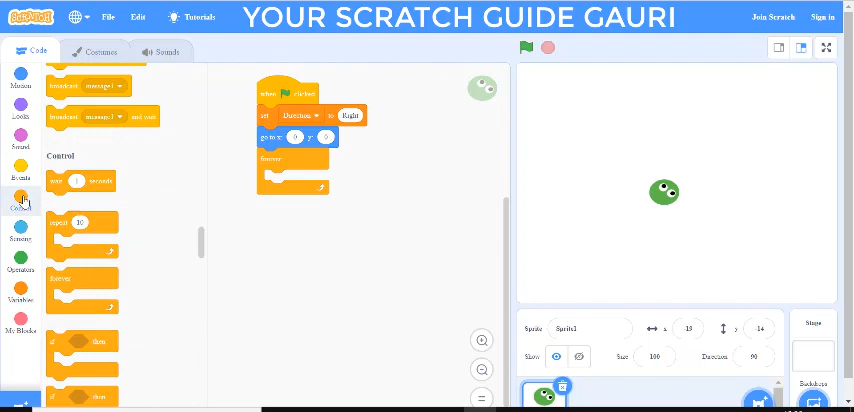 SCRATCH File Edit Tutorials YOUR SCRATCH GUIDE GAURI Join Scratch Sign in
Code Costumes Sounds
Motion
Looks
Sound
Events
Sensing
Operators
Variables
My Blocks
broadcast message1
broadcast message1 and wait
Control
wait 1 seconds
repeat 10
forever
if then
if then
when clicked
set Direction to Right
go to x: 0 y: 0
forever
Sprite Sprite1 x -19 y -14
Show Size 100 Direction 90
Stage
Backdrops